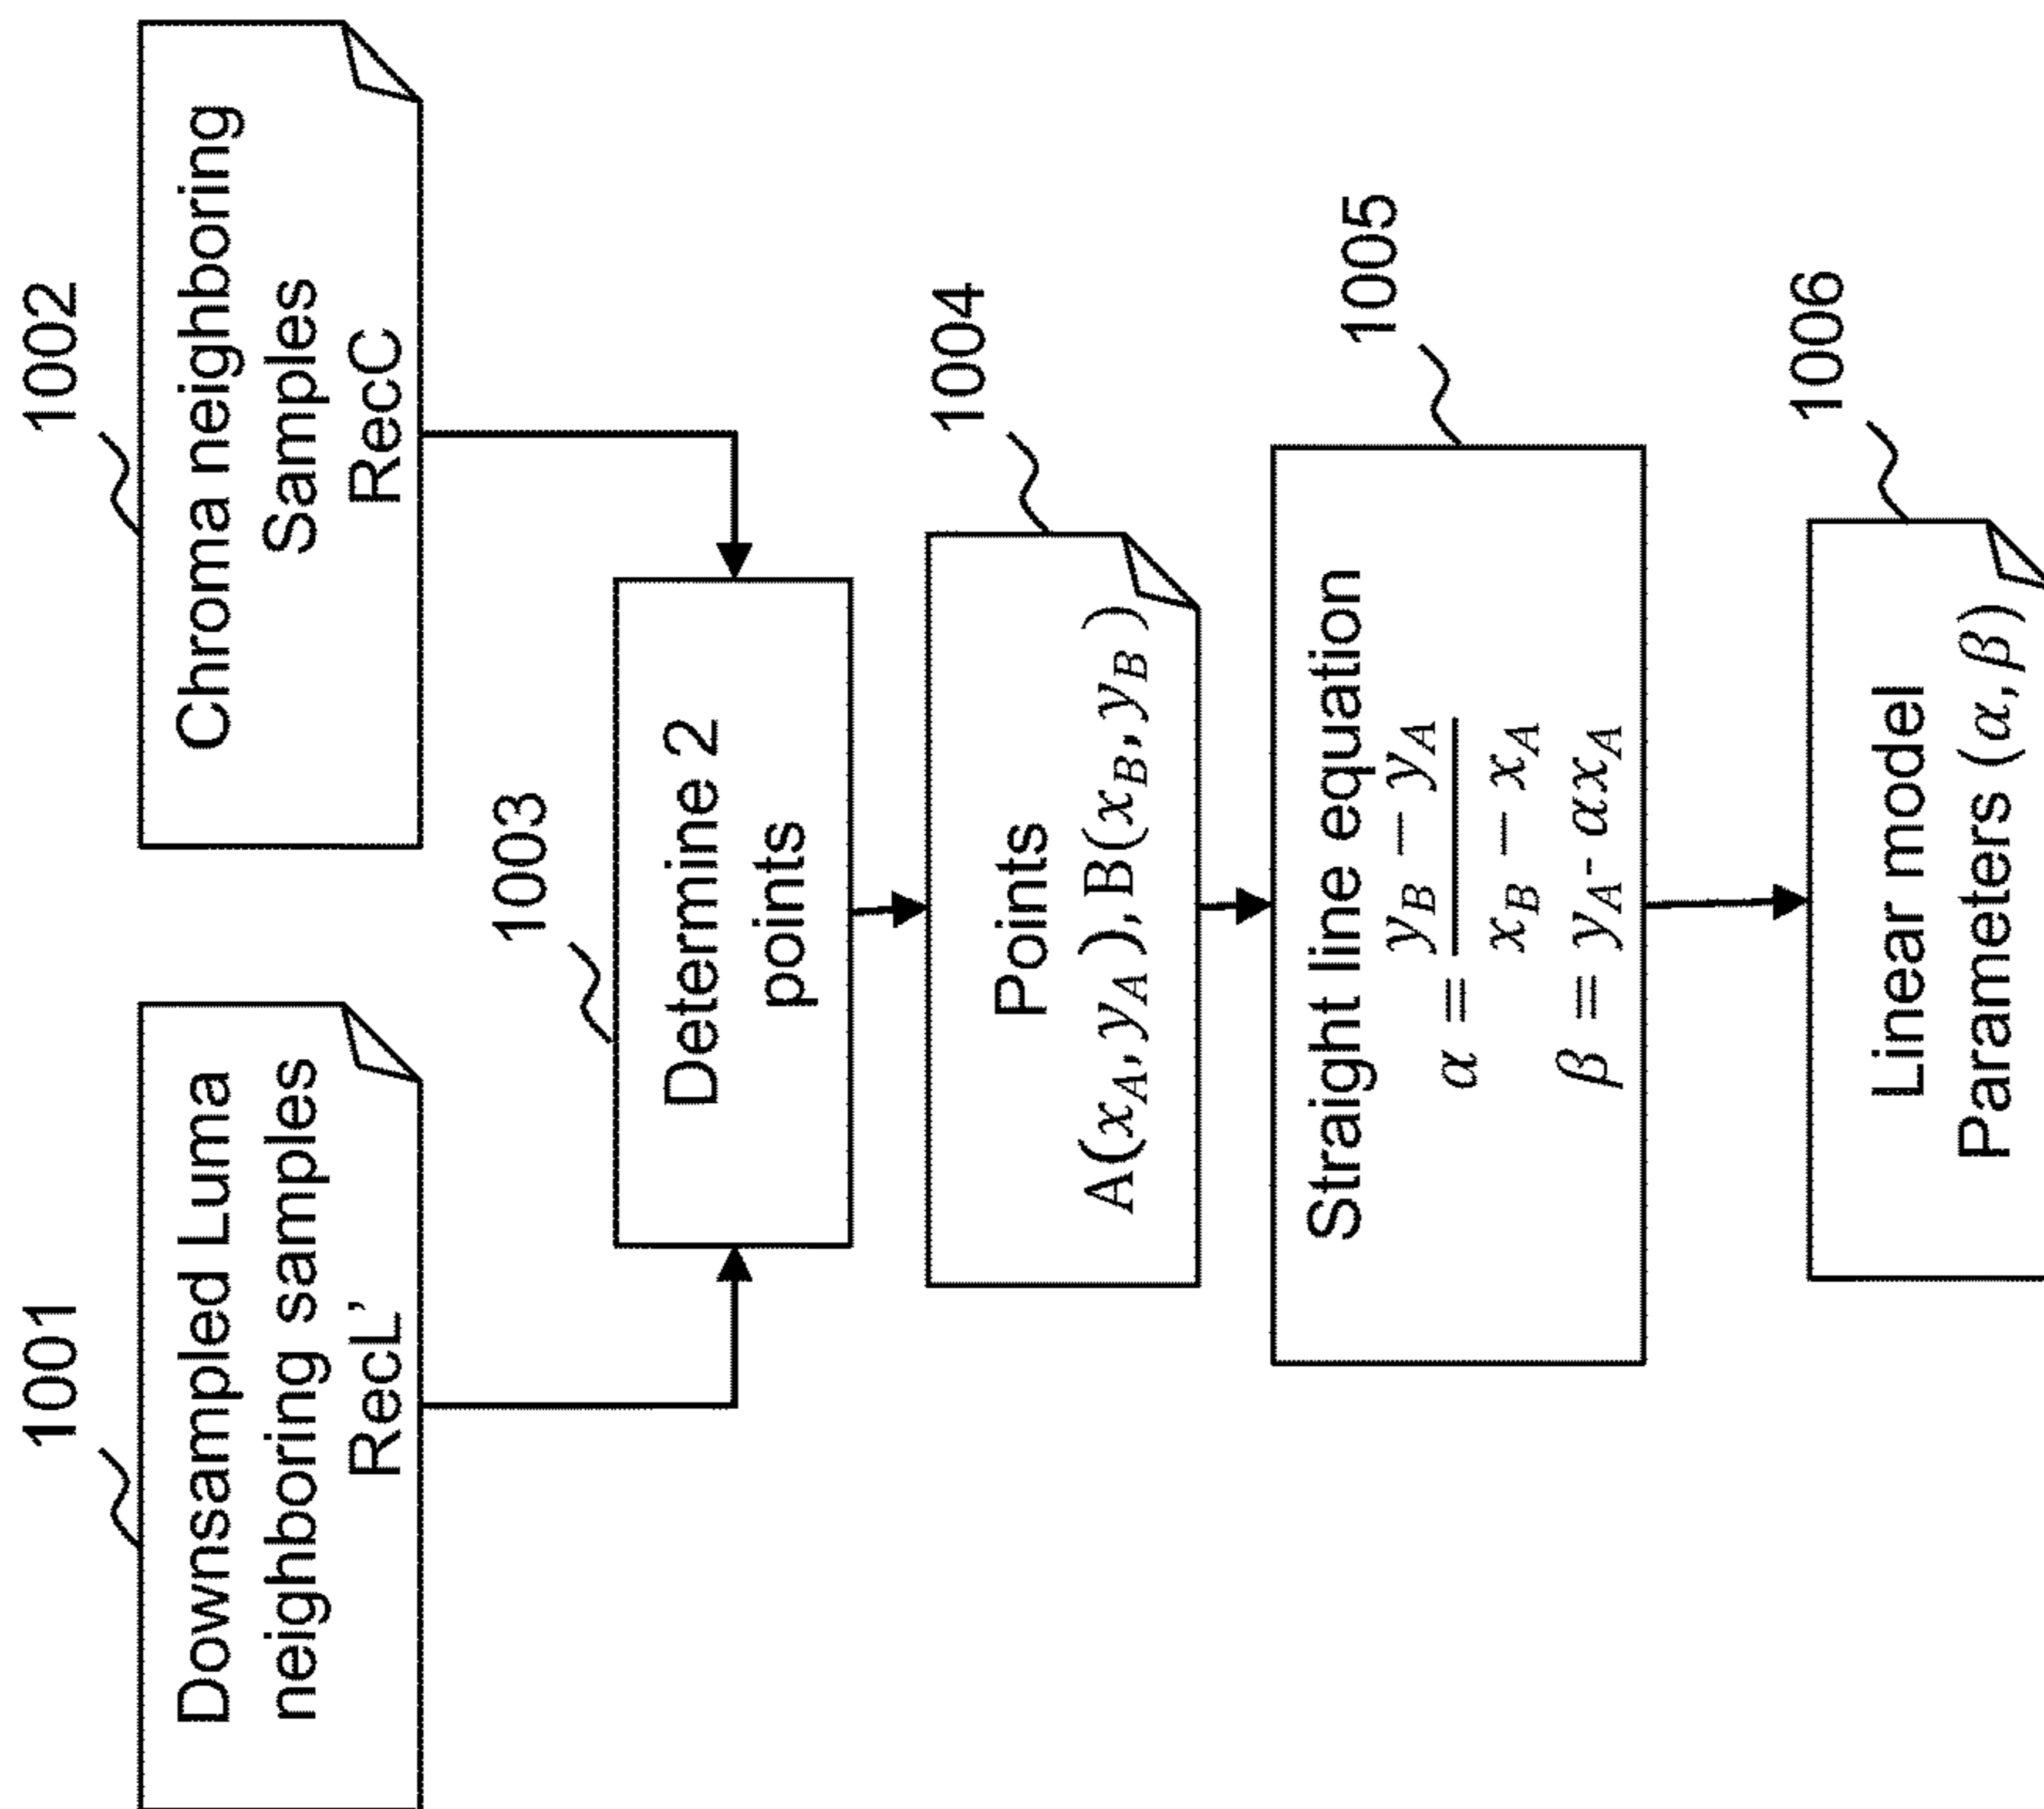 1001
Downsampled Luma
neighboring samples
RecL’
1002
Chroma neighboring
Samples
RecC
1003
Determine 2
points
1004
Points
A(x_A, y_A), B(x_B, y_B)
1005
Straight line equation
α = \frac{y_B − y_A}{x_B − x_A}
β = y_A - αx_A
1006
Linear model
Parameters (α, β)